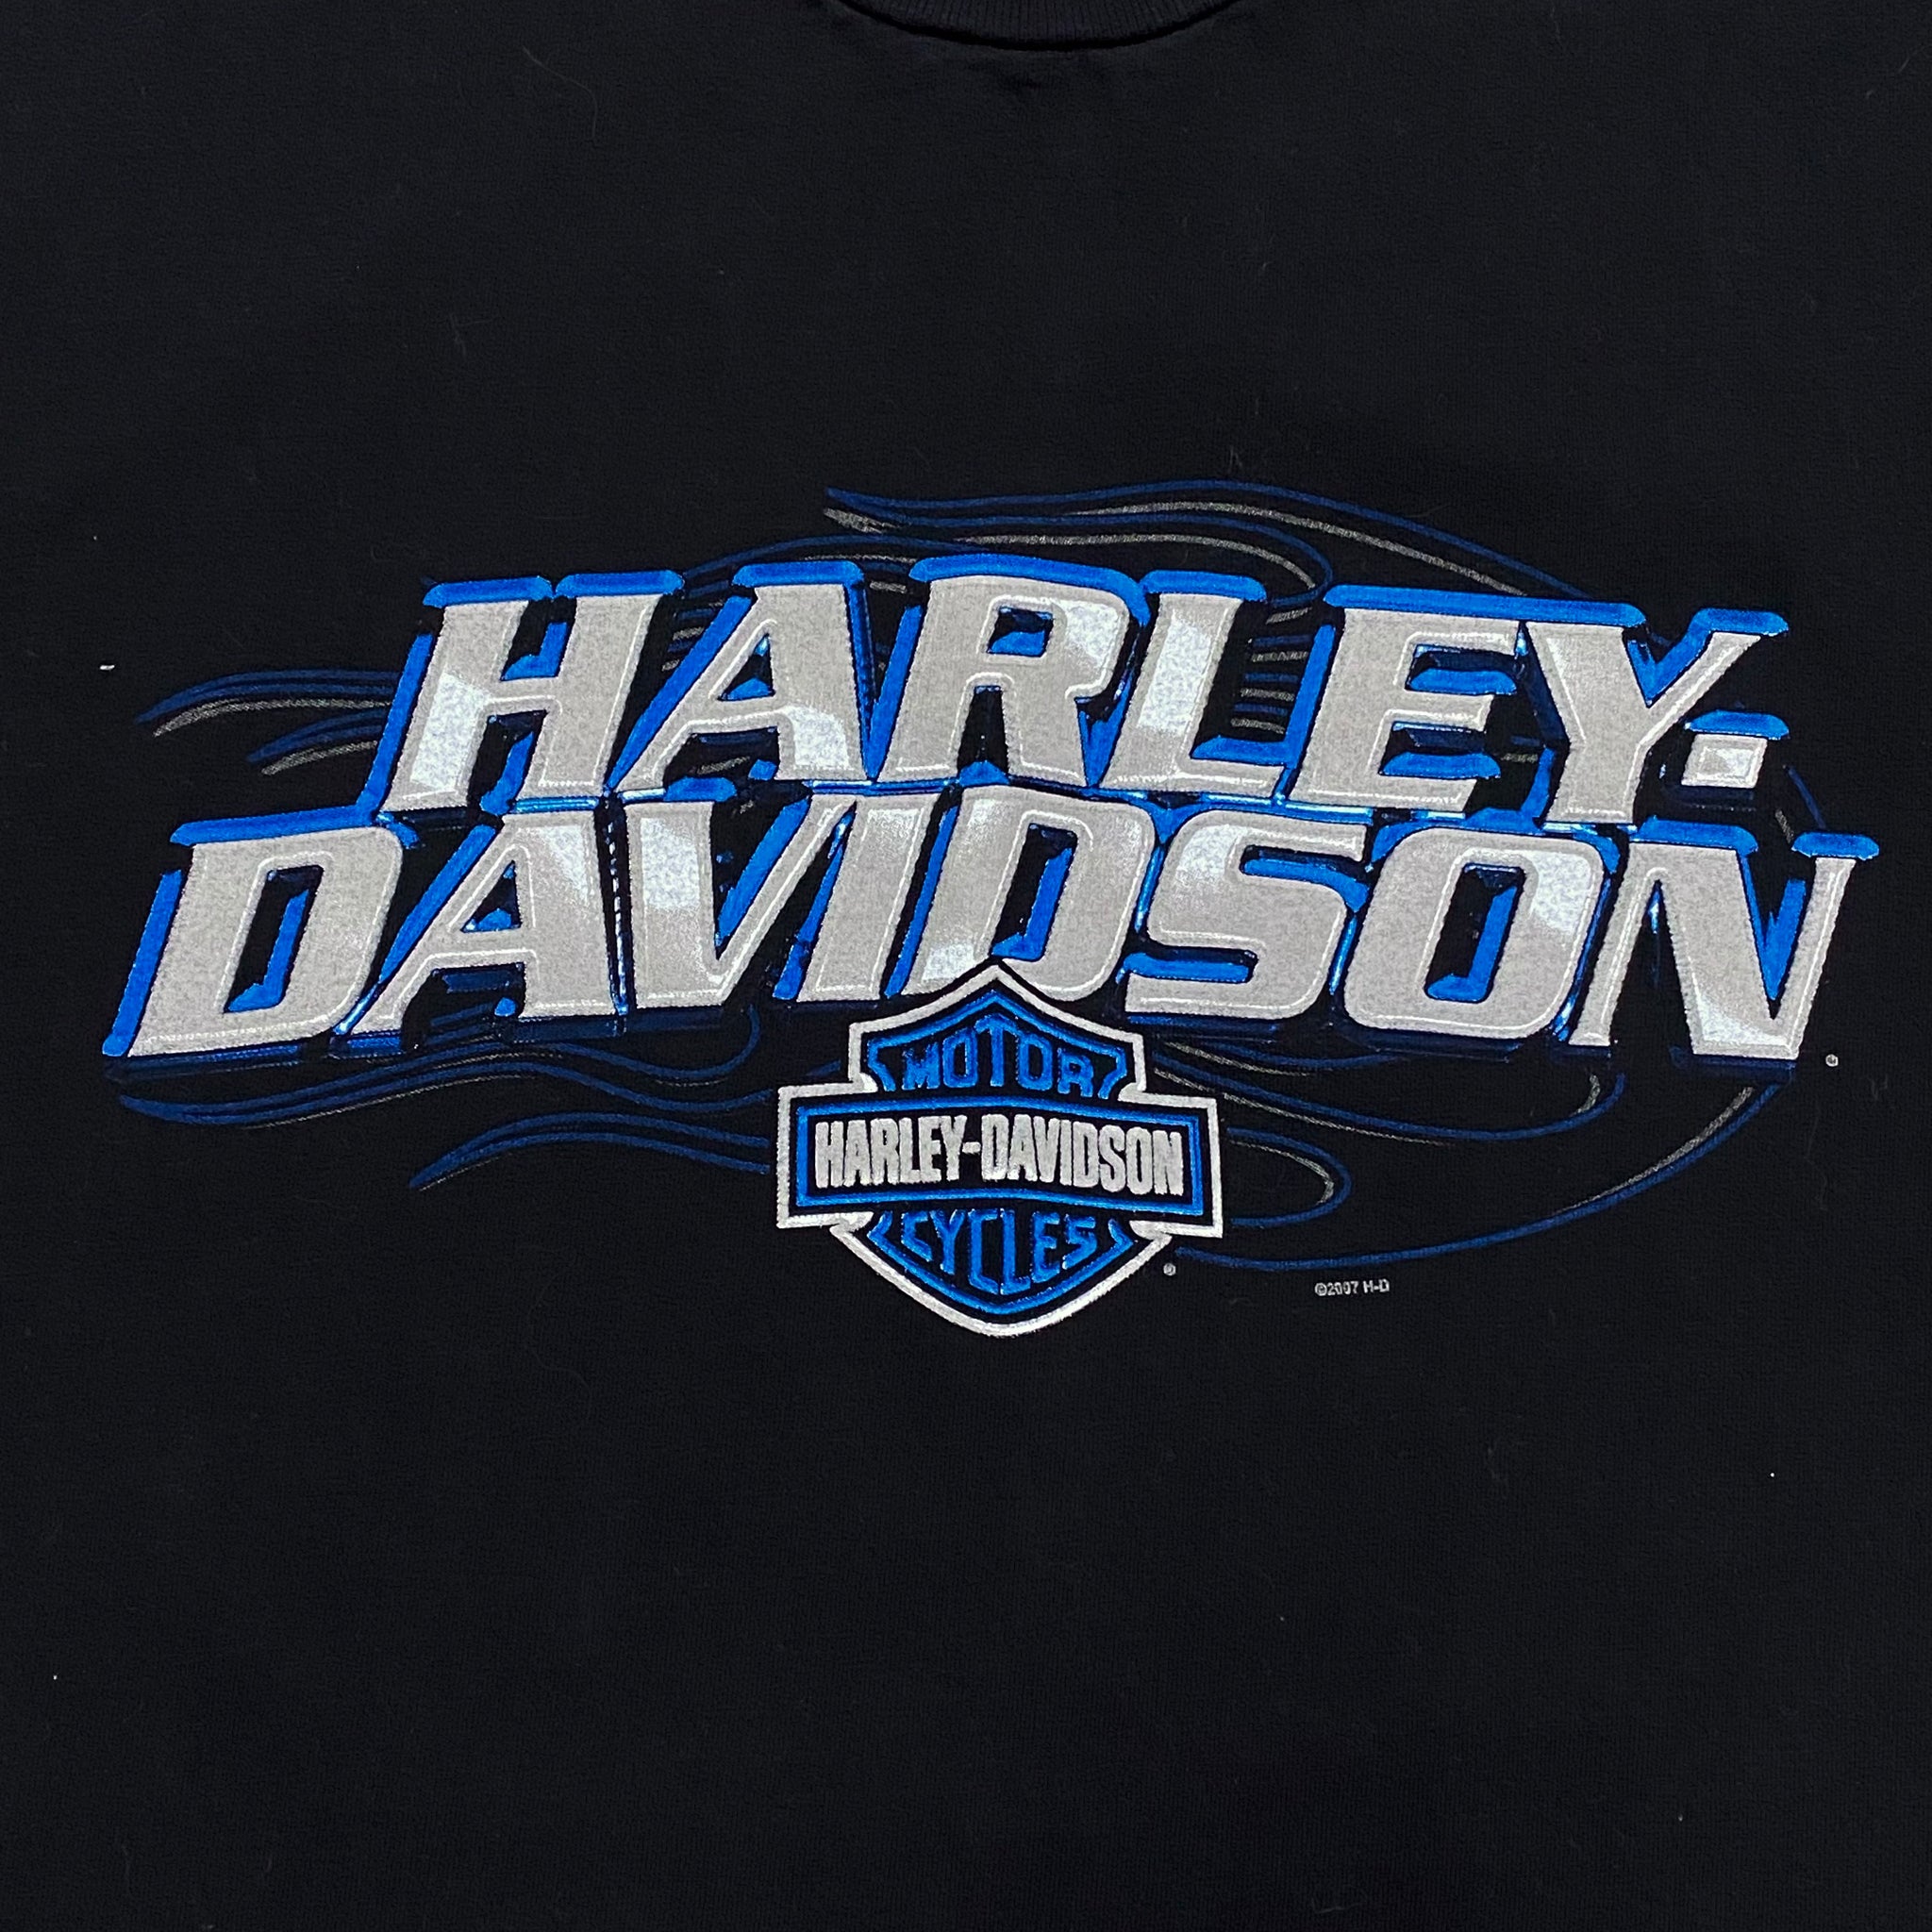 HARLEY-
DAVIDSON®
MOTOR
HARLEY-DAVIDSON
CYCLES
®
©2007 H-D